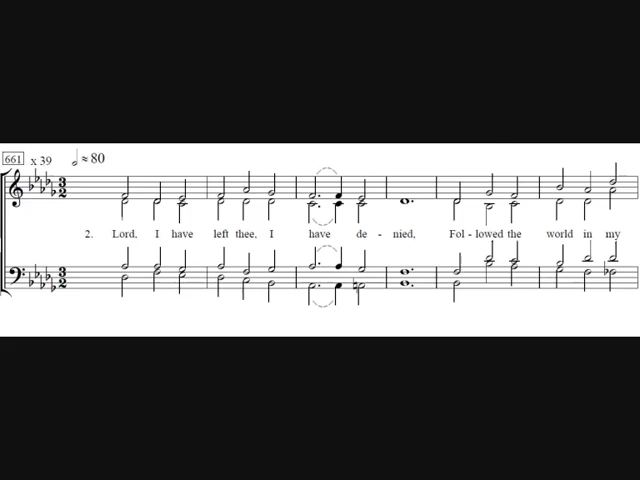 661 x 39 𝅗𝅥 ≈ 80
3 2
2. Lord, I have left thee, I have de - nied, Fol - lowed the world in my
3 2